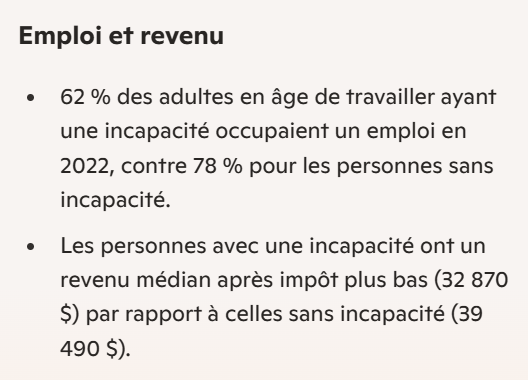 Emploi et revenu
• 62 % des adultes en âge de travailler ayant
une incapacité occupaient un emploi en
2022, contre 78 % pour les personnes sans
incapacité.
• Les personnes avec une incapacité ont un
revenu médian après impôt plus bas (32 870
$) par rapport à celles sans incapacité (39
490 $).